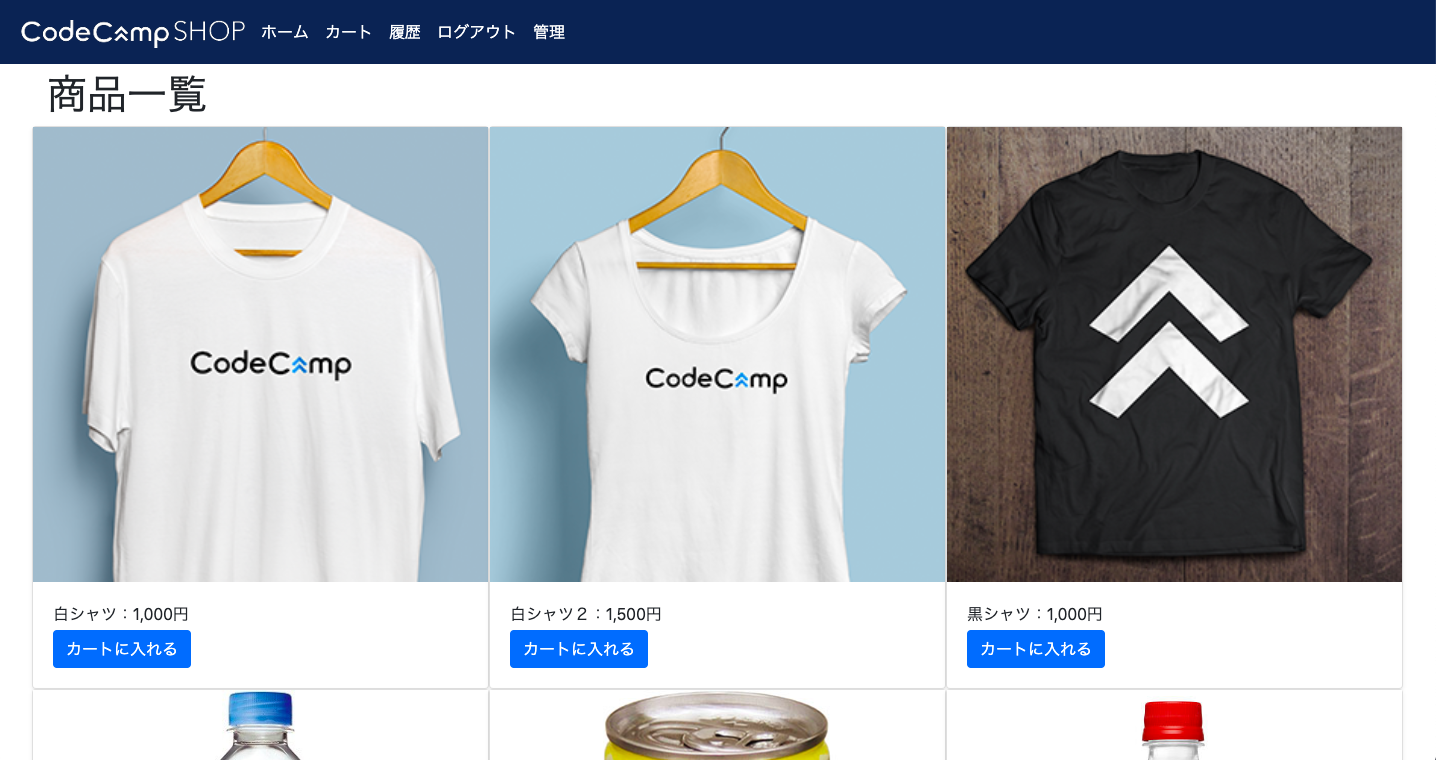 CodeCamp SHOP ホーム カート 履歴 ログアウト 管理
商品一覧
CodeCamp
CodeCamp
白シャツ：1,000円
カートに入れる
白シャツ２：1,500円
カートに入れる
黒シャツ：1,000円
カートに入れる